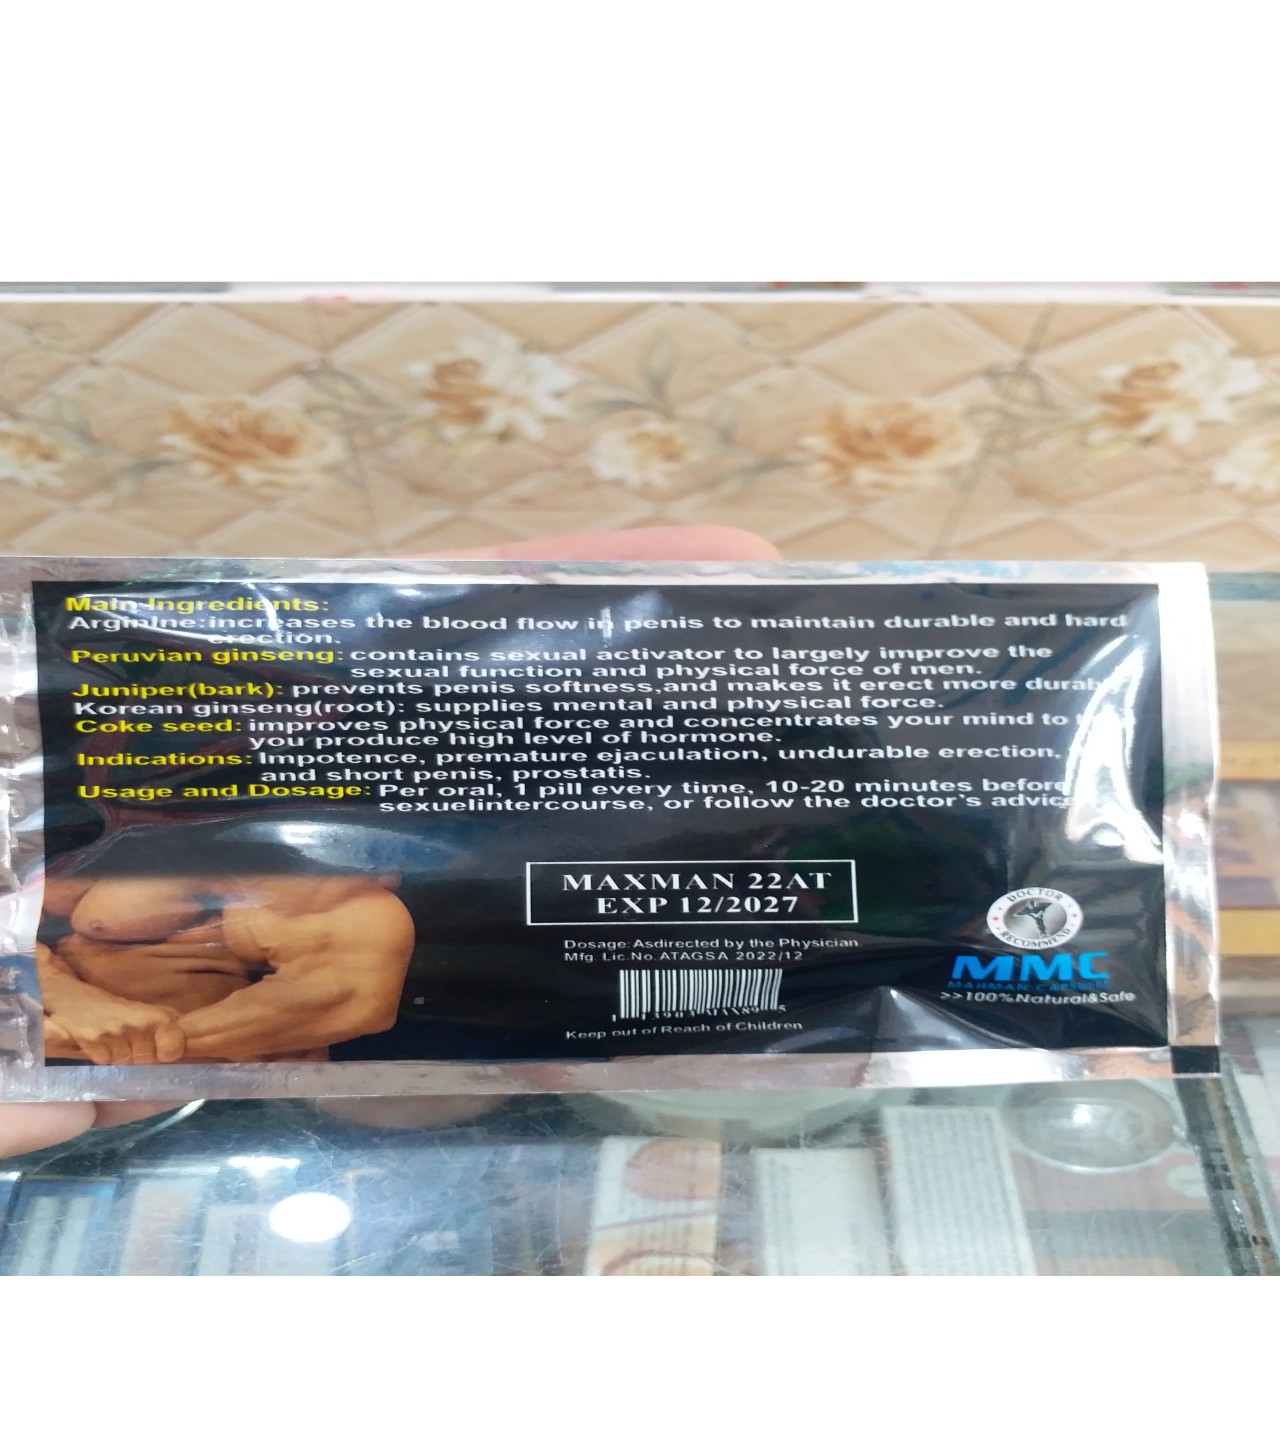 Main Ingredients:
Arginine:increases the blood flow in penis to maintain durable and hard
erection.
Peruvian ginseng: contains sexual activator to largely improve the
sexual function and physical force of men.
Juniper(bark): prevents penis softness,and makes it erect more
Korean ginseng(root): supplies mental and physical force.
Coke seed: improves physical force and concentrates your mind to
you produce high level of hormone.
Indications: Impotence, premature ejaculation, undurable erection,
and short penis, prostatis.
Usage and Dosage: Per oral, 1 pill every time, 10-20 minutes before
sexuelintercourse, or follow the doctor's advice
MAXMAN 22AT
EXP 12/2027
Dosage: Asdirected by the Physician
Mfg. Lic.No.ATAGSA 2022/12
Keep out of Reach of Children
DOCTOR
RECOMMEND
MMC
MAHMAN CAPSULES
>>100%Natural&Safe